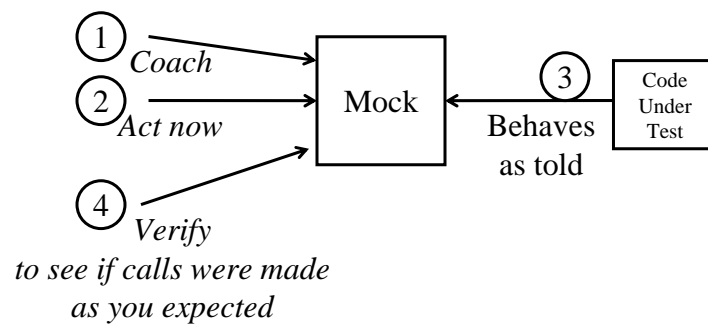 1
Coach
2
Act now
4
Verify
to see if calls were made
as you expected
Mock
3
Behaves
as told
Code
Under
Test